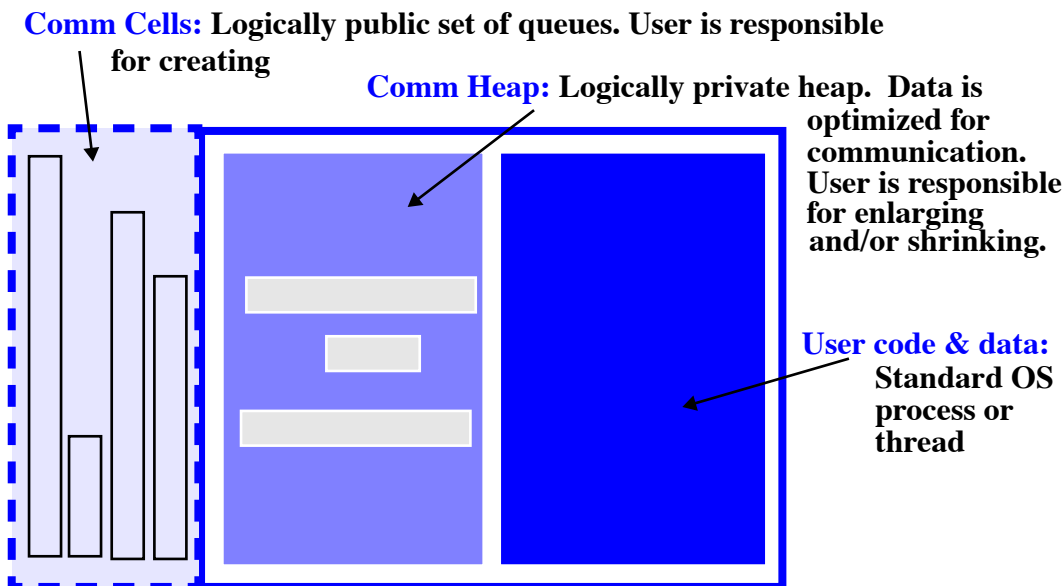 Comm Cells: Logically public set of queues. User is responsible
for creating
Comm Heap: Logically private heap. Data is
optimized for
communication.
User is responsible
for enlarging
and/or shrinking.
User code & data:
Standard OS
process or
thread